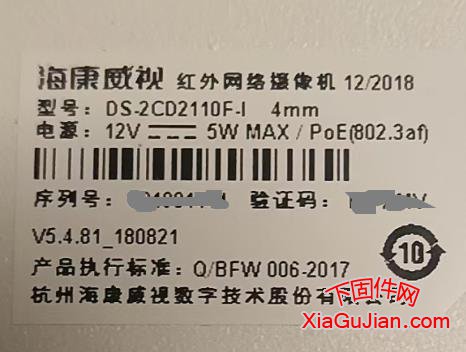 海康威视 红外网络摄像机 12/2018
型号: DS-2CD2110F-I 4mm
电源: 12V 5W MAX / PoE(802.3af)
序列号: 验证码:
V5.4.81_180821
10
产品执行标准: Q/BFW 006-2017
杭州海康威视数字技术股份有限公司
下固件网
XiaGuJian.com